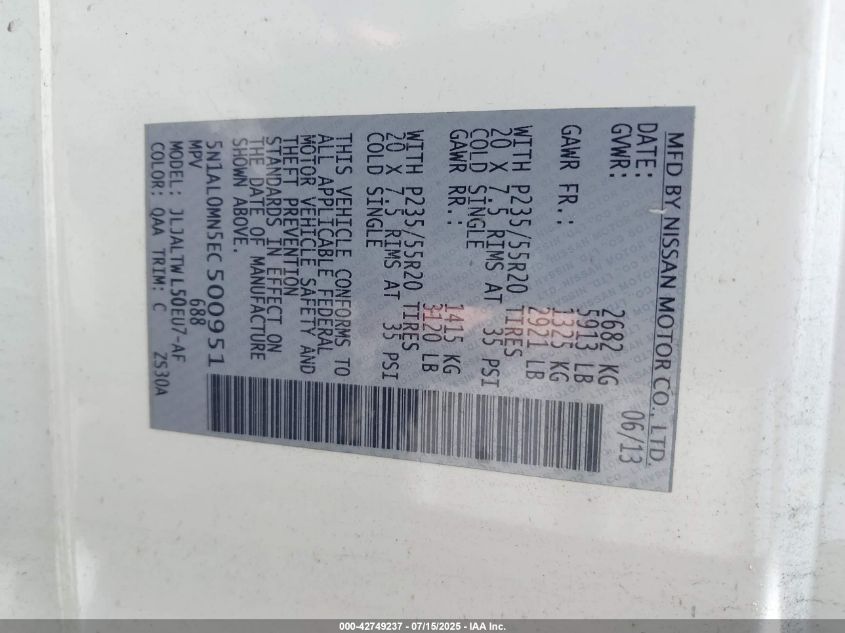 MFD BY NISSAN MOTOR CO., LTD.
DATE: 06/13
GVWR: 2682 KG
5913 LB
GAWR FR.: 1325 KG
2921 LB
WITH P235/55R20 TIRES
20 X 7.5 RIMS AT 35 PSI
COLD SINGLE
GAWR RR.: 1415 KG
3120 LB
WITH P235/55R20 TIRES
20 X 7.5 RIMS AT 35 PSI
COLD SINGLE
THIS VEHICLE CONFORMS TO
ALL APPLICABLE FEDERAL
MOTOR VEHICLE SAFETY AND
THEFT PREVENTION
STANDARDS IN EFFECT ON
THE DATE OF MANUFACTURE
SHOWN ABOVE.
5N1AL0MN5EC500951
MPV 688
MODEL: JLJALTWL50EU7-AF
COLOR: QAA TRIM: C ZS30A
000-42749237 - 07/15/2025 - IAA Inc.